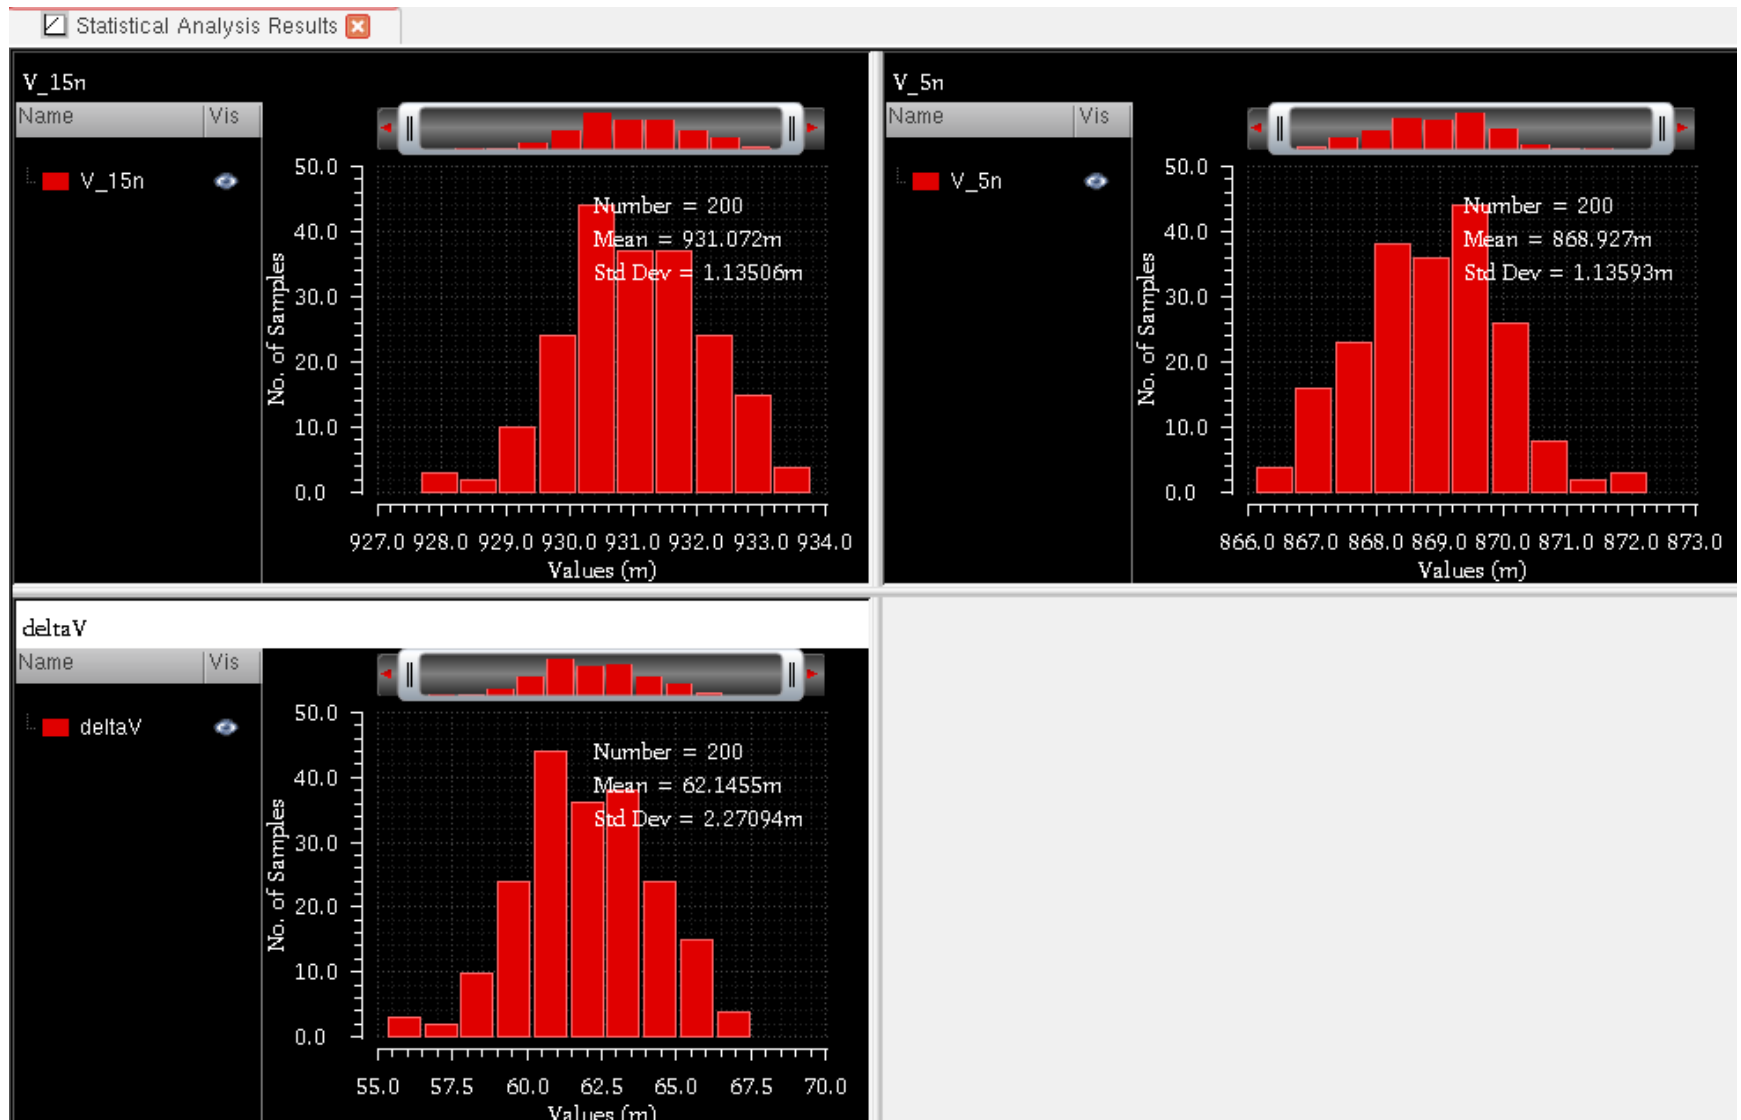 Statistical Analysis Results
V_15n
Name Vis
V_15n
50.0
40.0
30.0
20.0
10.0
0.0
No. of Samples
Number = 200
Mean = 931.072m
Std Dev = 1.13506m
927.0 928.0 929.0 930.0 931.0 932.0 933.0 934.0
Values (m)
V_5n
Name Vis
V_5n
50.0
40.0
30.0
20.0
10.0
0.0
No. of Samples
Number = 200
Mean = 868.927m
Std Dev = 1.13593m
866.0 867.0 868.0 869.0 870.0 871.0 872.0 873.0
Values (m)
deltaV
Name Vis
deltaV
50.0
40.0
30.0
20.0
10.0
0.0
No. of Samples
Number = 200
Mean = 62.1455m
Std Dev = 2.27094m
55.0 57.5 60.0 62.5 65.0 67.5 70.0
Values (m)